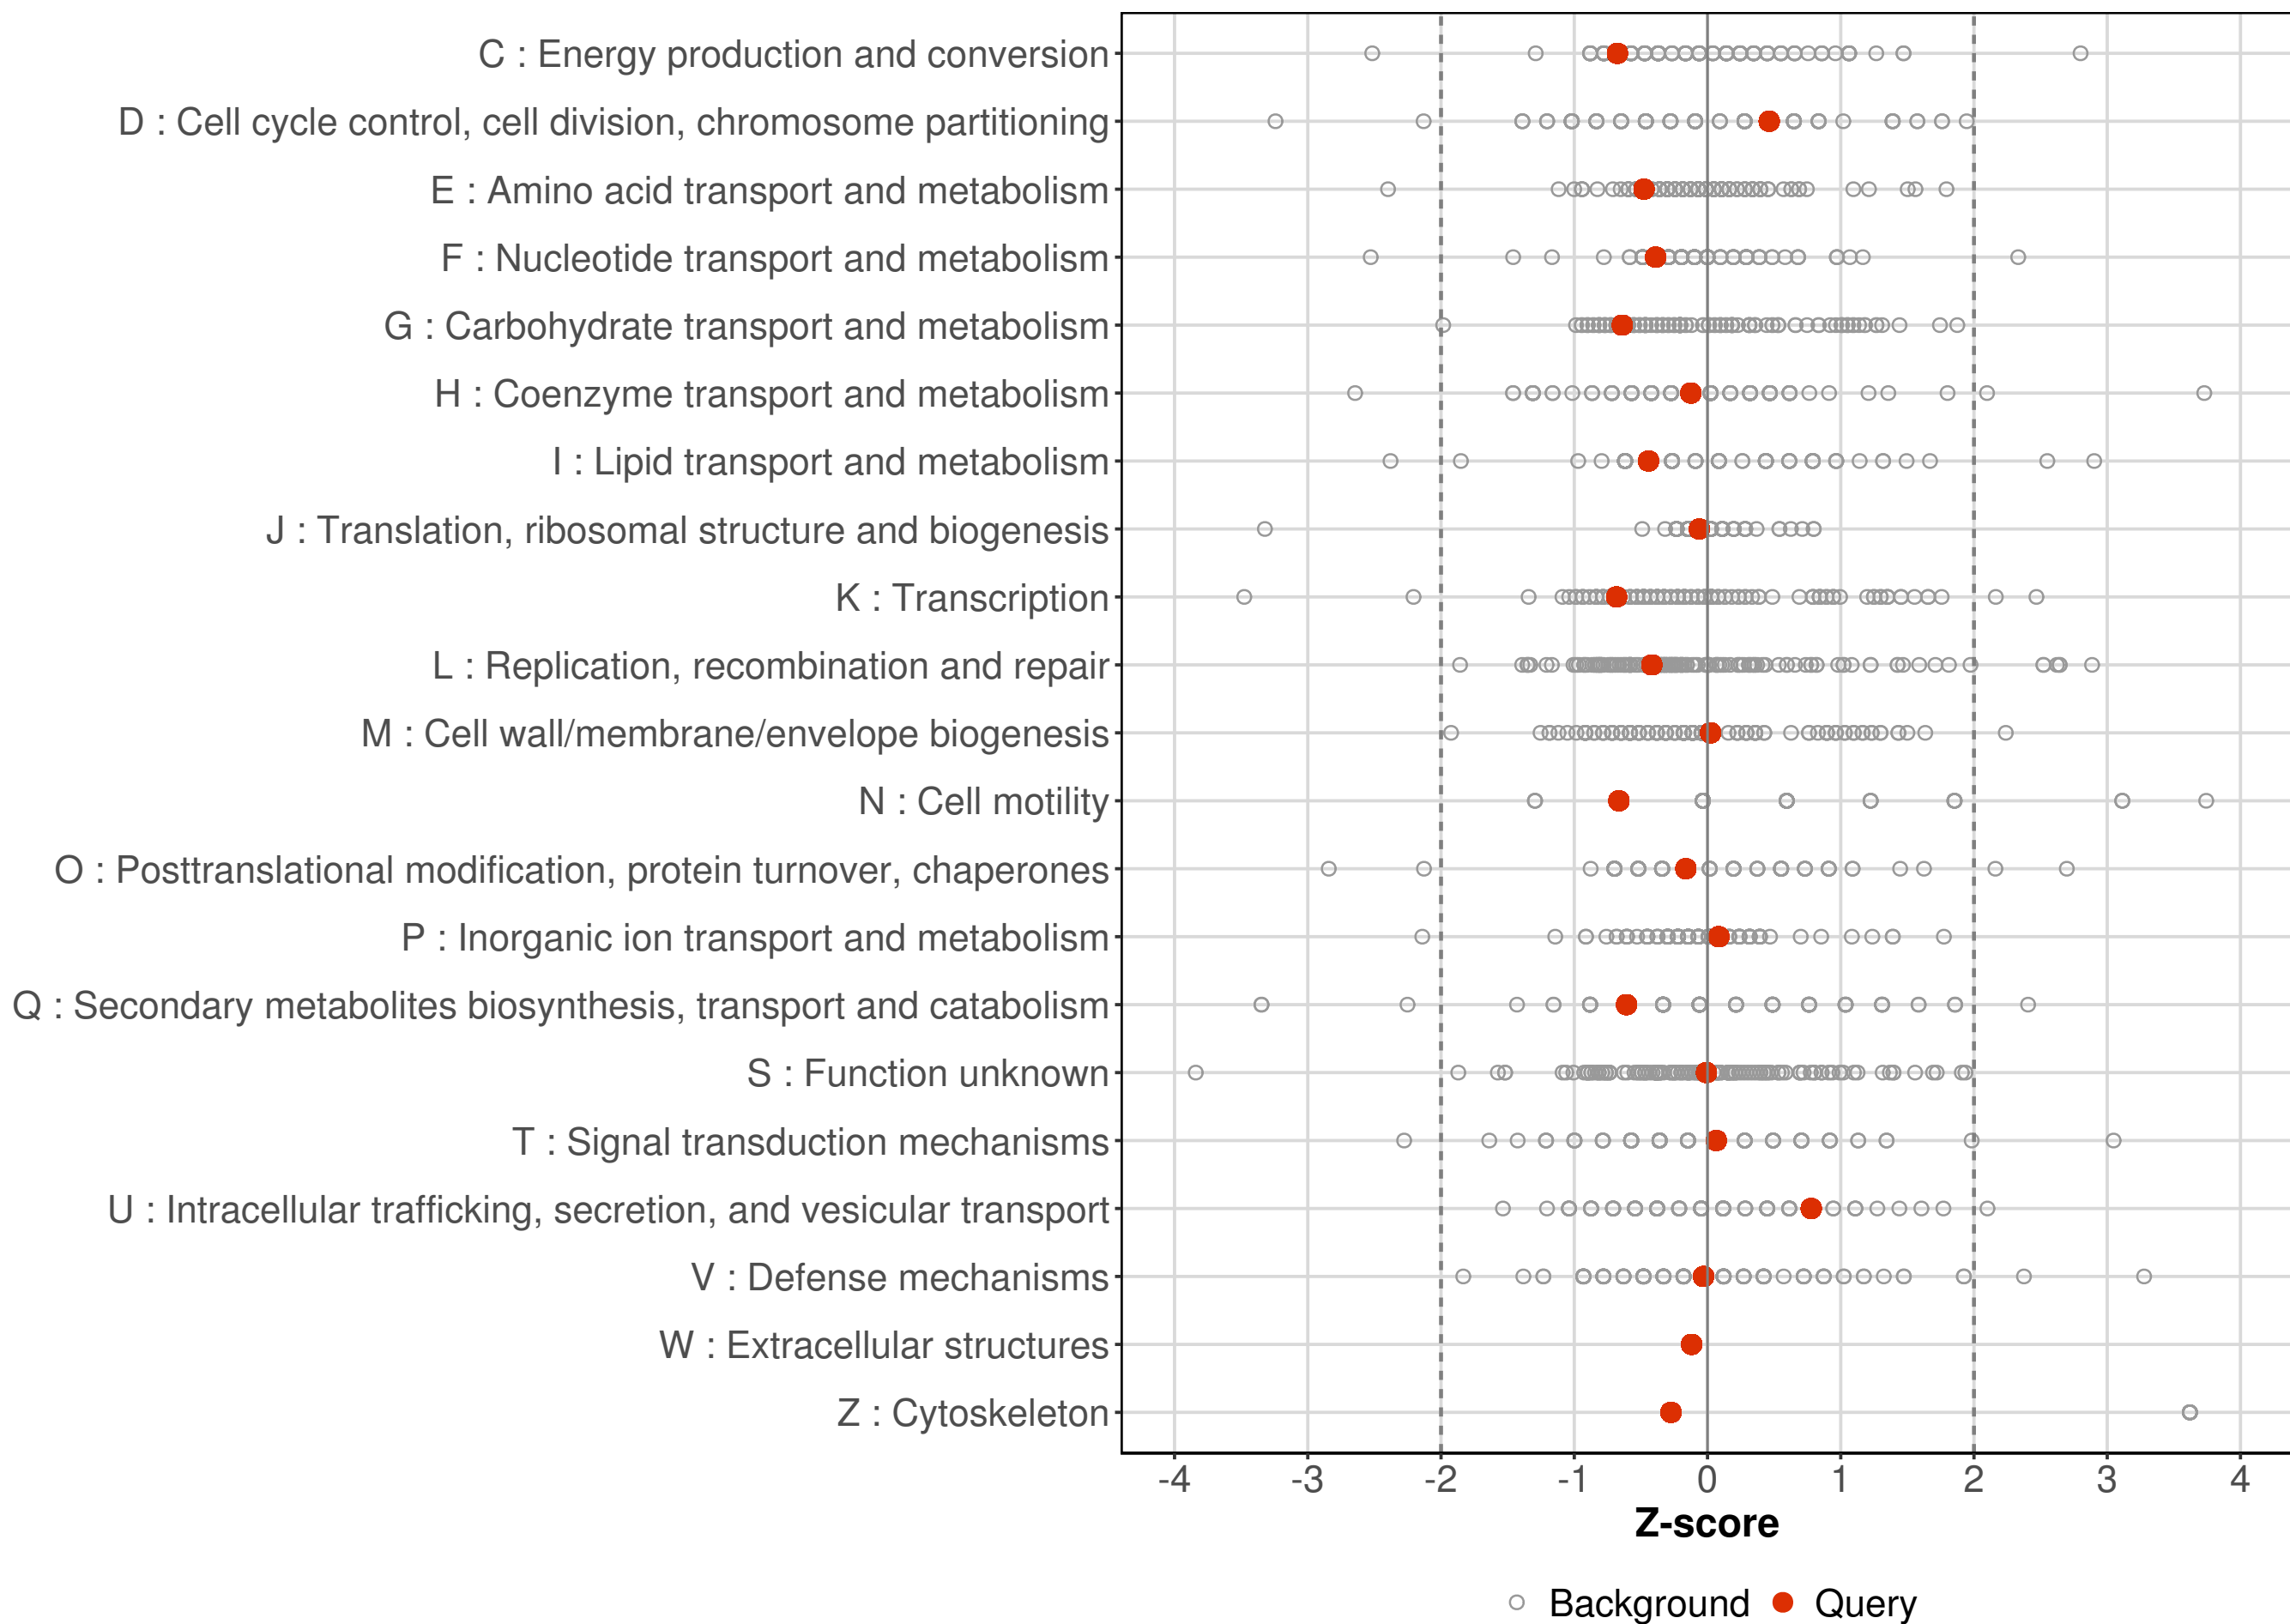 C : Energy production and conversion
D : Cell cycle control, cell division, chromosome partitioning
E : Amino acid transport and metabolism
F : Nucleotide transport and metabolism
G : Carbohydrate transport and metabolism
H : Coenzyme transport and metabolism
I : Lipid transport and metabolism
J : Translation, ribosomal structure and biogenesis
K : Transcription
L : Replication, recombination and repair
M : Cell wall/membrane/envelope biogenesis
N : Cell motility
O : Posttranslational modification, protein turnover, chaperones
P : Inorganic ion transport and metabolism
Q : Secondary metabolites biosynthesis, transport and catabolism
S : Function unknown
T : Signal transduction mechanisms
U : Intracellular trafficking, secretion, and vesicular transport
V : Defense mechanisms
W : Extracellular structures
Z : Cytoskeleton
-4 -3 -2 -1 0 1 2 3 4
Z-score
Background Query